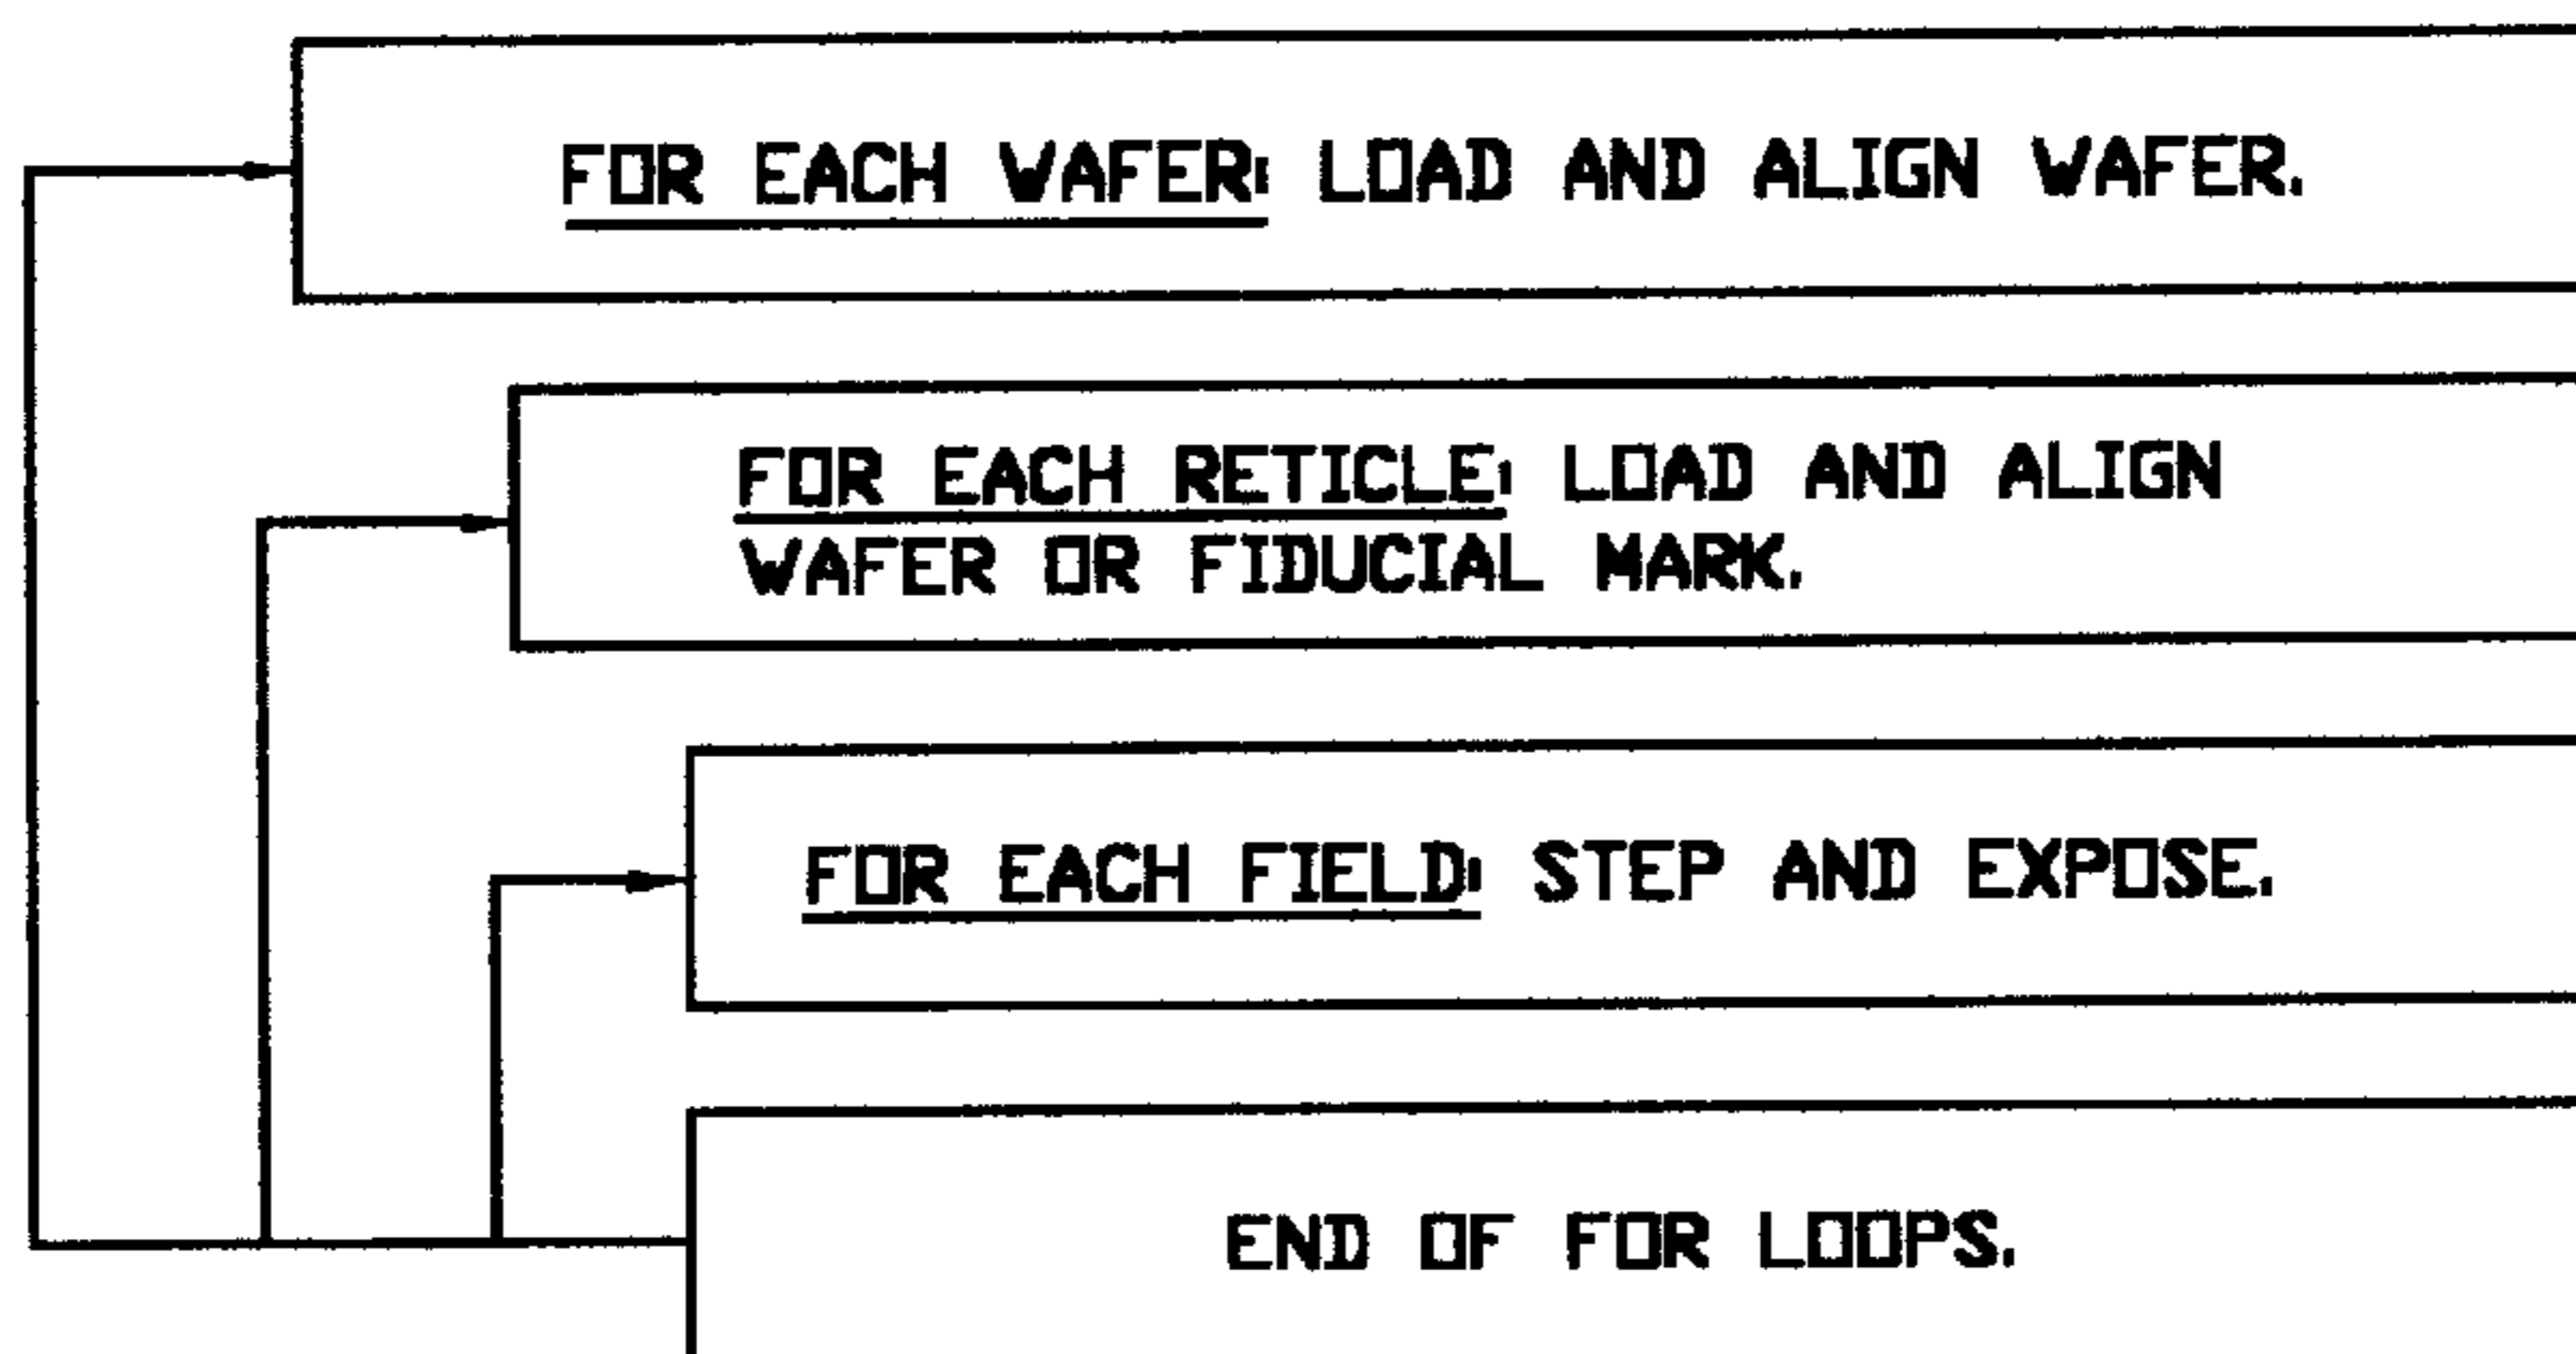 FOR EACH WAFER: LOAD AND ALIGN WAFER.
FOR EACH RETICLE: LOAD AND ALIGN
WAFER OR FIDUCIAL MARK.
FOR EACH FIELD: STEP AND EXPOSE.
END OF FOR LOOPS.